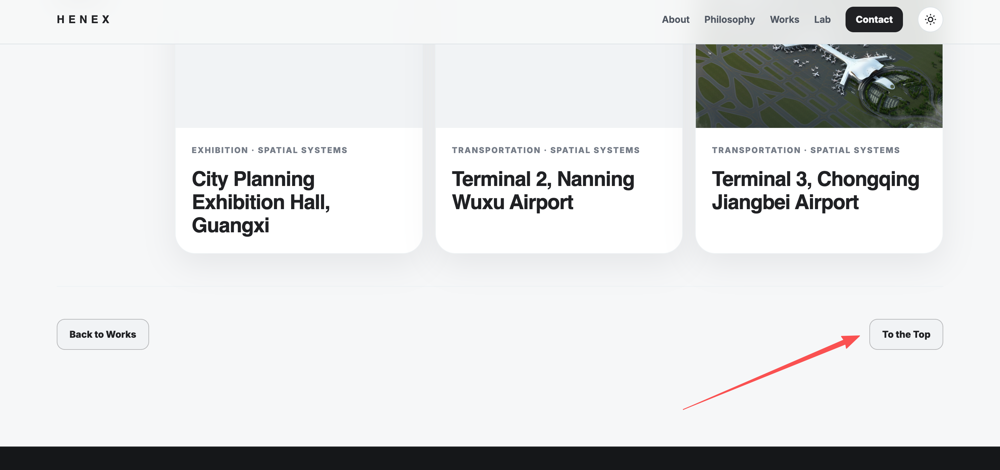 HENEX
About
Philosophy
Works
Lab
Contact
EXHIBITION · SPATIAL SYSTEMS
City Planning
Exhibition Hall,
Guangxi
TRANSPORTATION · SPATIAL SYSTEMS
Terminal 2, Nanning
Wuxu Airport
TRANSPORTATION · SPATIAL SYSTEMS
Terminal 3, Chongqing
Jiangbei Airport
Back to Works
To the Top